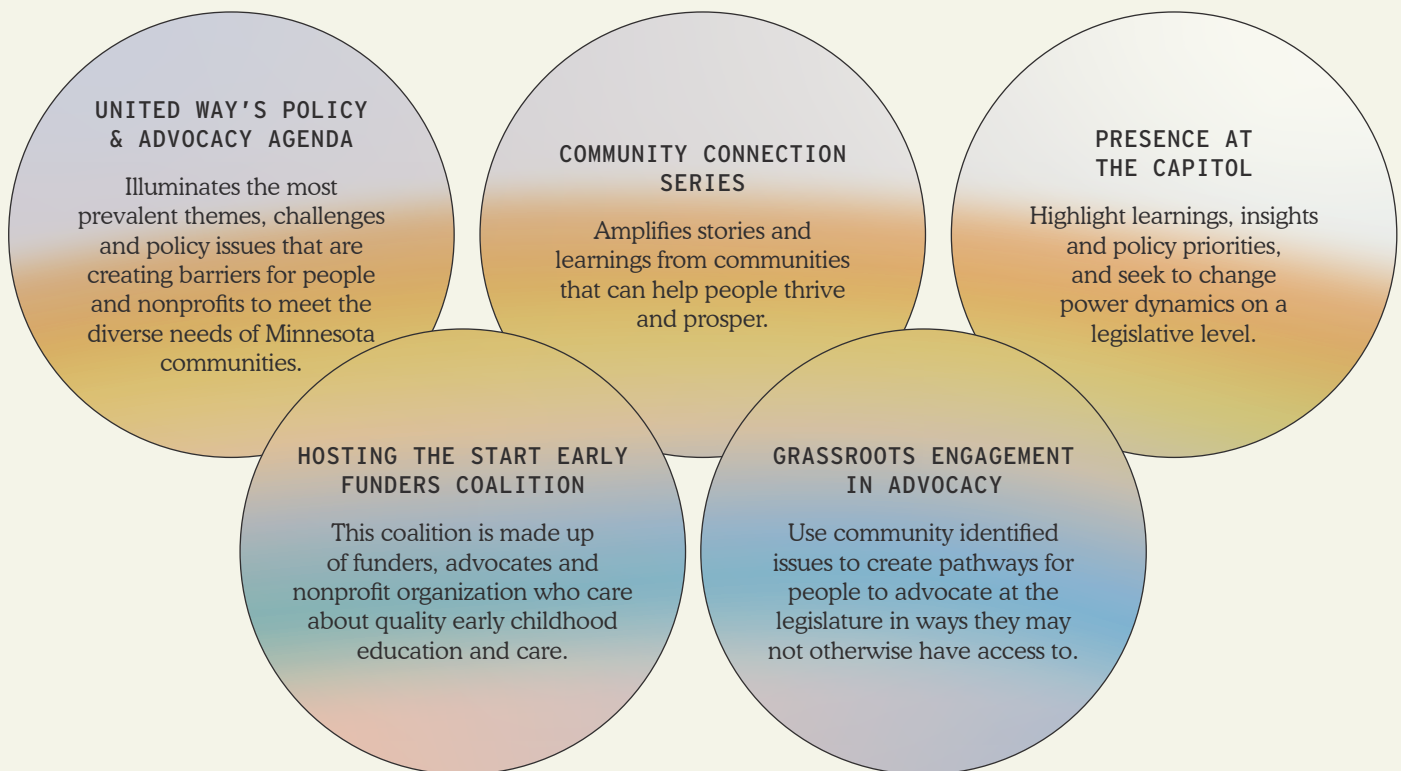 UNITED WAY'S POLICY
& ADVOCACY AGENDA
Illuminates the most
prevalent themes, challenges
and policy issues that are
creating barriers for people
and nonprofits to meet the
diverse needs of Minnesota
communities.
COMMUNITY CONNECTION
SERIES
Amplifies stories and
learnings from communities
that can help people thrive
and prosper.
PRESENCE AT
THE CAPITOL
Highlight learnings, insights
and policy priorities,
and seek to change
power dynamics on a
legislative level.
HOSTING THE START EARLY
FUNDERS COALITION
This coalition is made up
of funders, advocates and
nonprofit organization who care
about quality early childhood
education and care.
GRASSROOTS ENGAGEMENT
IN ADVOCACY
Use community identified
issues to create pathways for
people to advocate at the
legislature in ways they may
not otherwise have access to.